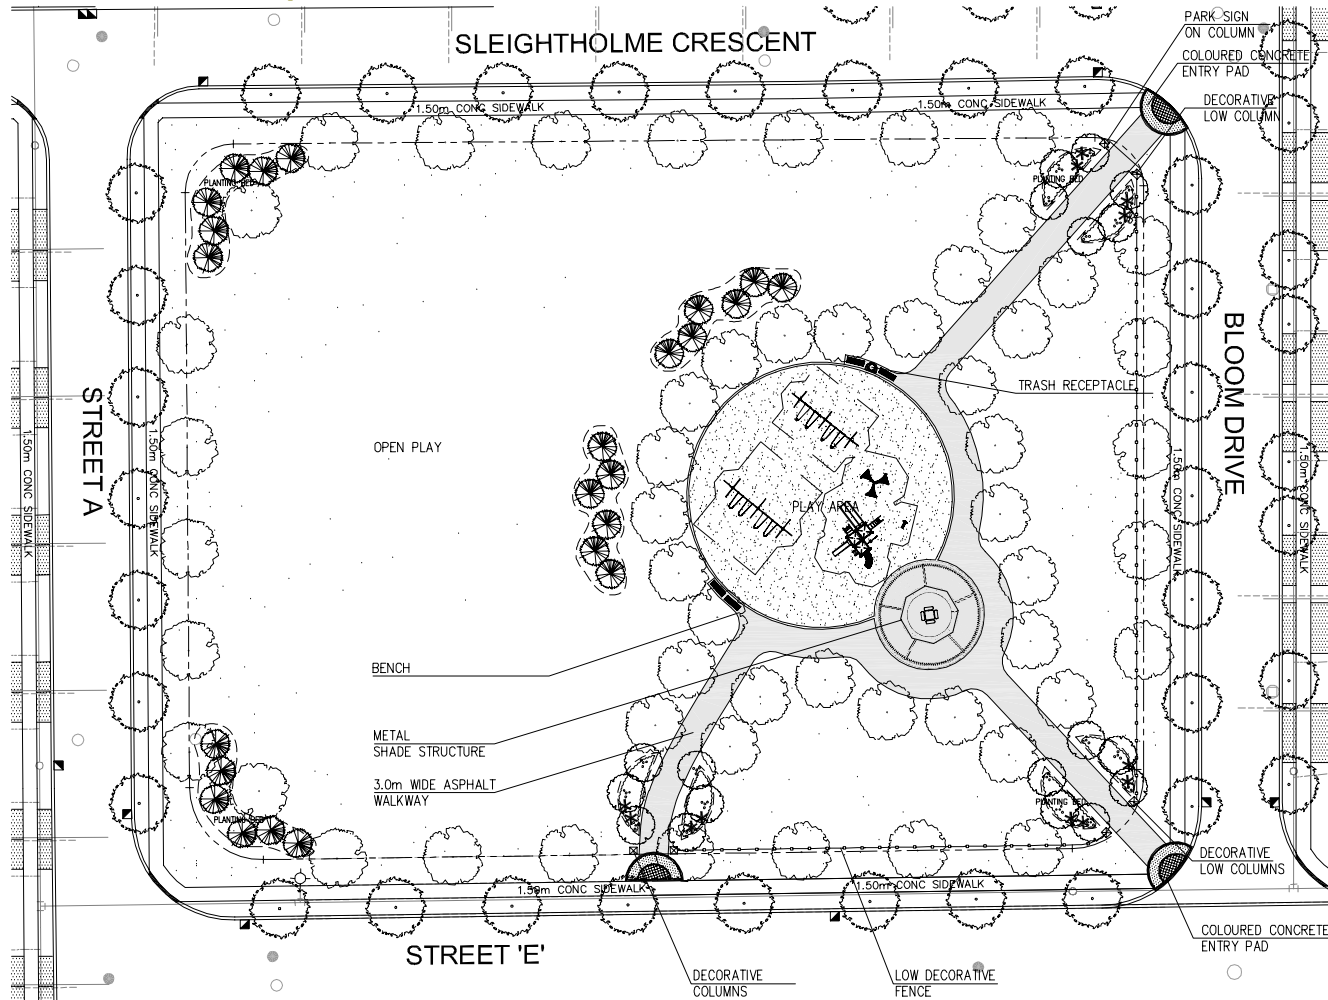 PARK SIGN
ON COLUMN
SLEIGHTHOLME CRESCENT
COLOURED CONCRETE
ENTRY PAD
DECORATIVE
LOW COLUMN
1.50m CONC SIDEWALK
1.50m CONC SIDEWALK
PLANTING BED
PLANTING BED
BLOOM DRIVE
TRASH RECEPTACLE
STREET A
1.50m CONC SIDEWALK
1.50m CONC SIDEWALK
OPEN PLAY
PLAY AREA
1.50m CONC SIDEWALK
1.50m CONC SIDEWALK
BENCH
METAL
SHADE STRUCTURE
3.0m WIDE ASPHALT
WALKWAY
PLANTING BED
PLANTING BED
DECORATIVE
LOW COLUMNS
1.50m CONC SIDEWALK
1.50m CONC SIDEWALK
COLOURED CONCRETE
ENTRY PAD
STREET 'E'
DECORATIVE
COLUMNS
LOW DECORATIVE
FENCE